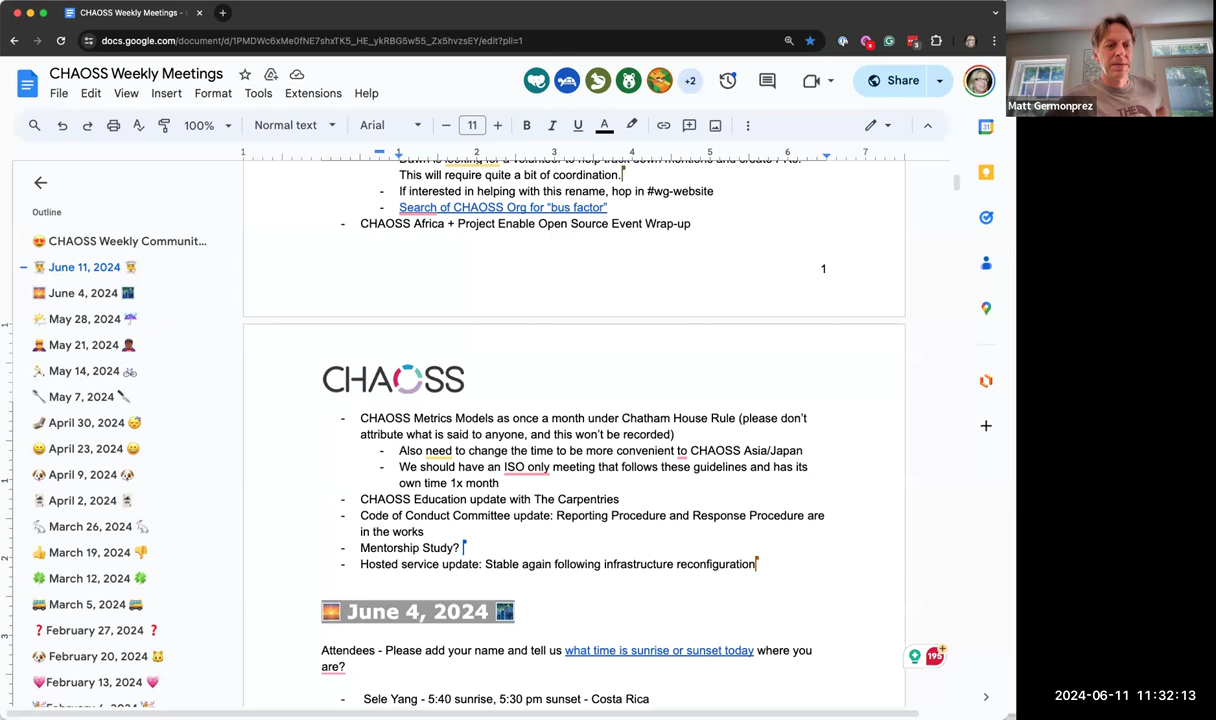 CHAOSS Weekly Meetings -
docs.google.com/document/d/1PMDWc6xMe0fNE7shxTK5_HE_ykRBG5w55_Zx5hvzsEY/edit?pli=1
CHAOSS Weekly Meetings
File Edit View Insert Format Tools Extensions Help
+2
Share
Matt Germonprez
100% Normal text Arial 11
1 1 2 3 4 5 6 7
This will require quite a bit of coordination.
- If interested in helping with this rename, hop in #wg-website
- Search of CHAOSS Org for "bus factor"
- CHAOSS Africa + Project Enable Open Source Event Wrap-up
1
Outline
CHAOSS Weekly Communit...
June 11, 2024
June 4, 2024
May 28, 2024
May 21, 2024
May 14, 2024
May 7, 2024
April 30, 2024
April 23, 2024
April 9, 2024
April 2, 2024
March 26, 2024
March 19, 2024
March 12, 2024
March 5, 2024
February 27, 2024
February 20, 2024
February 13, 2024
CHAOSS
- CHAOSS Metrics Models as once a month under Chatham House Rule (please don't
attribute what is said to anyone, and this won't be recorded)
- Also need to change the time to be more convenient to CHAOSS Asia/Japan
- We should have an ISO only meeting that follows these guidelines and has its
own time 1x month
- CHAOSS Education update with The Carpentries
- Code of Conduct Committee update: Reporting Procedure and Response Procedure are
in the works
- Mentorship Study?
- Hosted service update: Stable again following infrastructure reconfiguration
June 4, 2024
Attendees - Please add your name and tell us what time is sunrise or sunset today where you
are?
- Sele Yang - 5:40 sunrise, 5:30 pm sunset - Costa Rica
195
2024-06-11 11:32:13